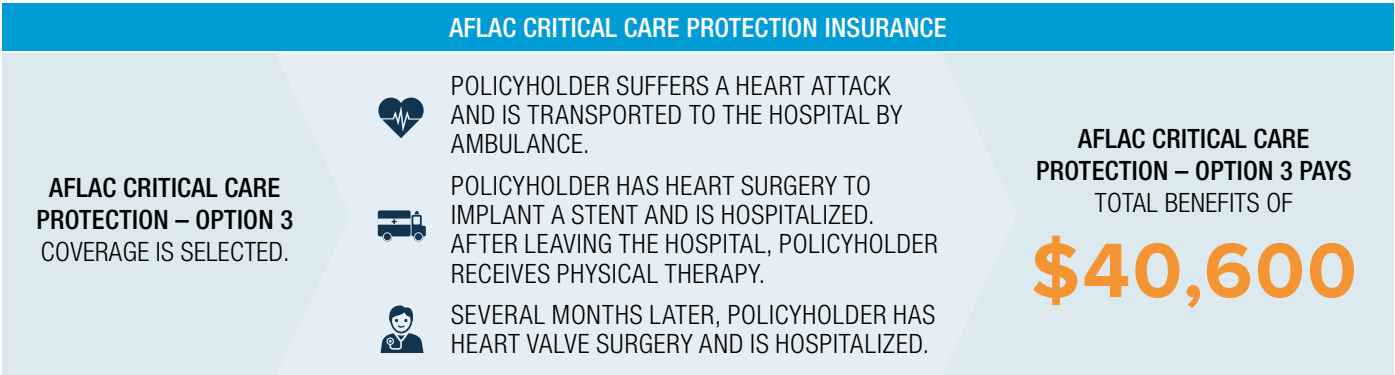 AFLAC CRITICAL CARE PROTECTION INSURANCE
AFLAC CRITICAL CARE
PROTECTION – OPTION 3
COVERAGE IS SELECTED.
POLICYHOLDER SUFFERS A HEART ATTACK
AND IS TRANSPORTED TO THE HOSPITAL BY
AMBULANCE.
POLICYHOLDER HAS HEART SURGERY TO
IMPLANT A STENT AND IS HOSPITALIZED.
AFTER LEAVING THE HOSPITAL, POLICYHOLDER
RECEIVES PHYSICAL THERAPY.
SEVERAL MONTHS LATER, POLICYHOLDER HAS
HEART VALVE SURGERY AND IS HOSPITALIZED.
AFLAC CRITICAL CARE
PROTECTION – OPTION 3 PAYS
TOTAL BENEFITS OF
$40,600